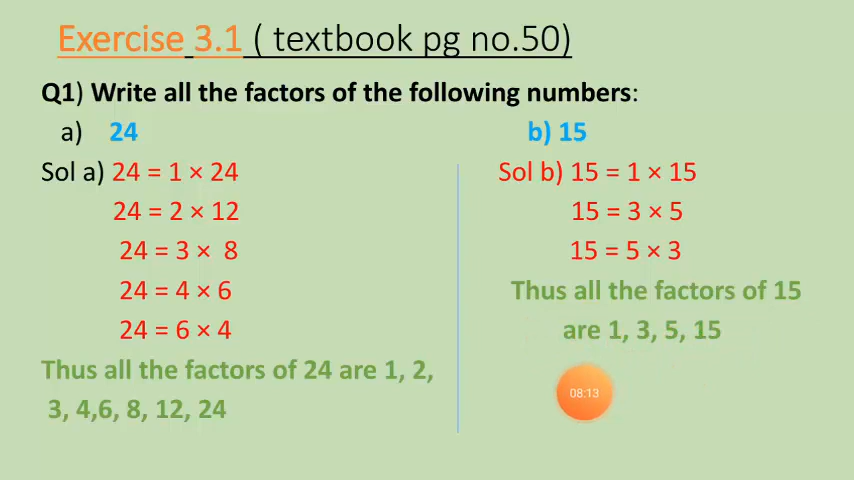 Exercise 3.1 ( textbook pg no.50)
Q1) Write all the factors of the following numbers:
a) 24
Sol a) 24 = 1 × 24
24 = 2 × 12
24 = 3 × 8
24 = 4 × 6
24 = 6 × 4
Thus all the factors of 24 are 1, 2,
3, 4,6, 8, 12, 24
b) 15
Sol b) 15 = 1 × 15
15 = 3 × 5
15 = 5 × 3
Thus all the factors of 15
are 1, 3, 5, 15
08:13